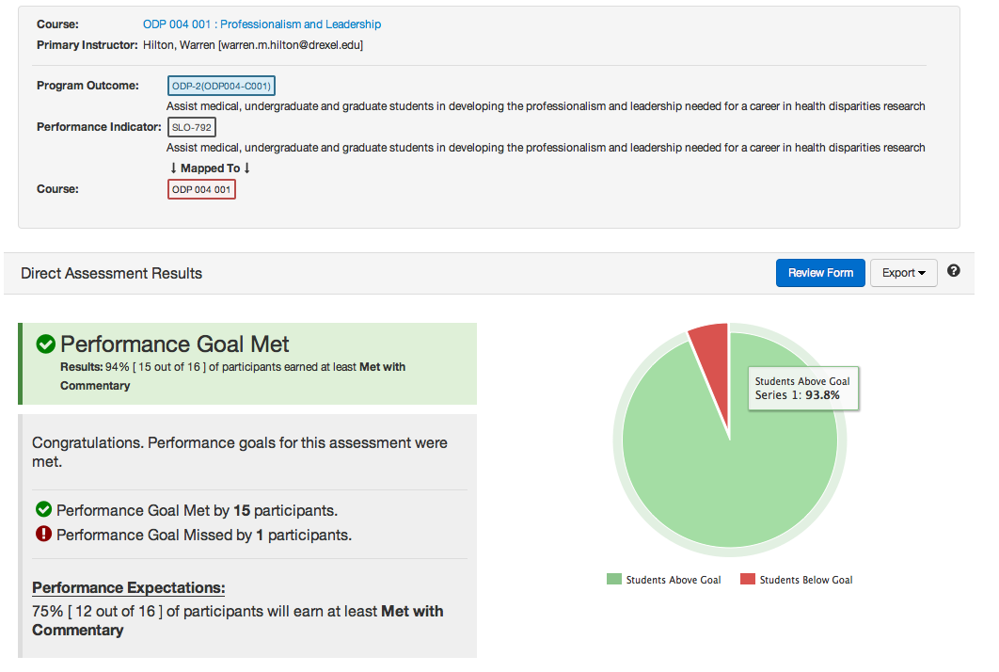 Course: ODP 004 001 : Professionalism and Leadership
Primary Instructor: Hilton, Warren [warren.m.hilton@drexel.edu]
Program Outcome: ODP-2(ODP004-C001)
Assist medical, undergraduate and graduate students in developing the professionalism and leadership needed for a career in health disparities research
Performance Indicator: SLO-792
Assist medical, undergraduate and graduate students in developing the professionalism and leadership needed for a career in health disparities research
↓ Mapped To ↓
Course: ODP 004 001
Direct Assessment Results Review Form Export ?
Performance Goal Met
Results: 94% [ 15 out of 16 ] of participants earned at least Met with
Commentary
Congratulations. Performance goals for this assessment were
met.
Performance Goal Met by 15 participants.
Performance Goal Missed by 1 participants.
Performance Expectations:
75% [ 12 out of 16 ] of participants will earn at least Met with
Commentary
Students Above Goal
Series 1: 93.8%
Students Above Goal Students Below Goal